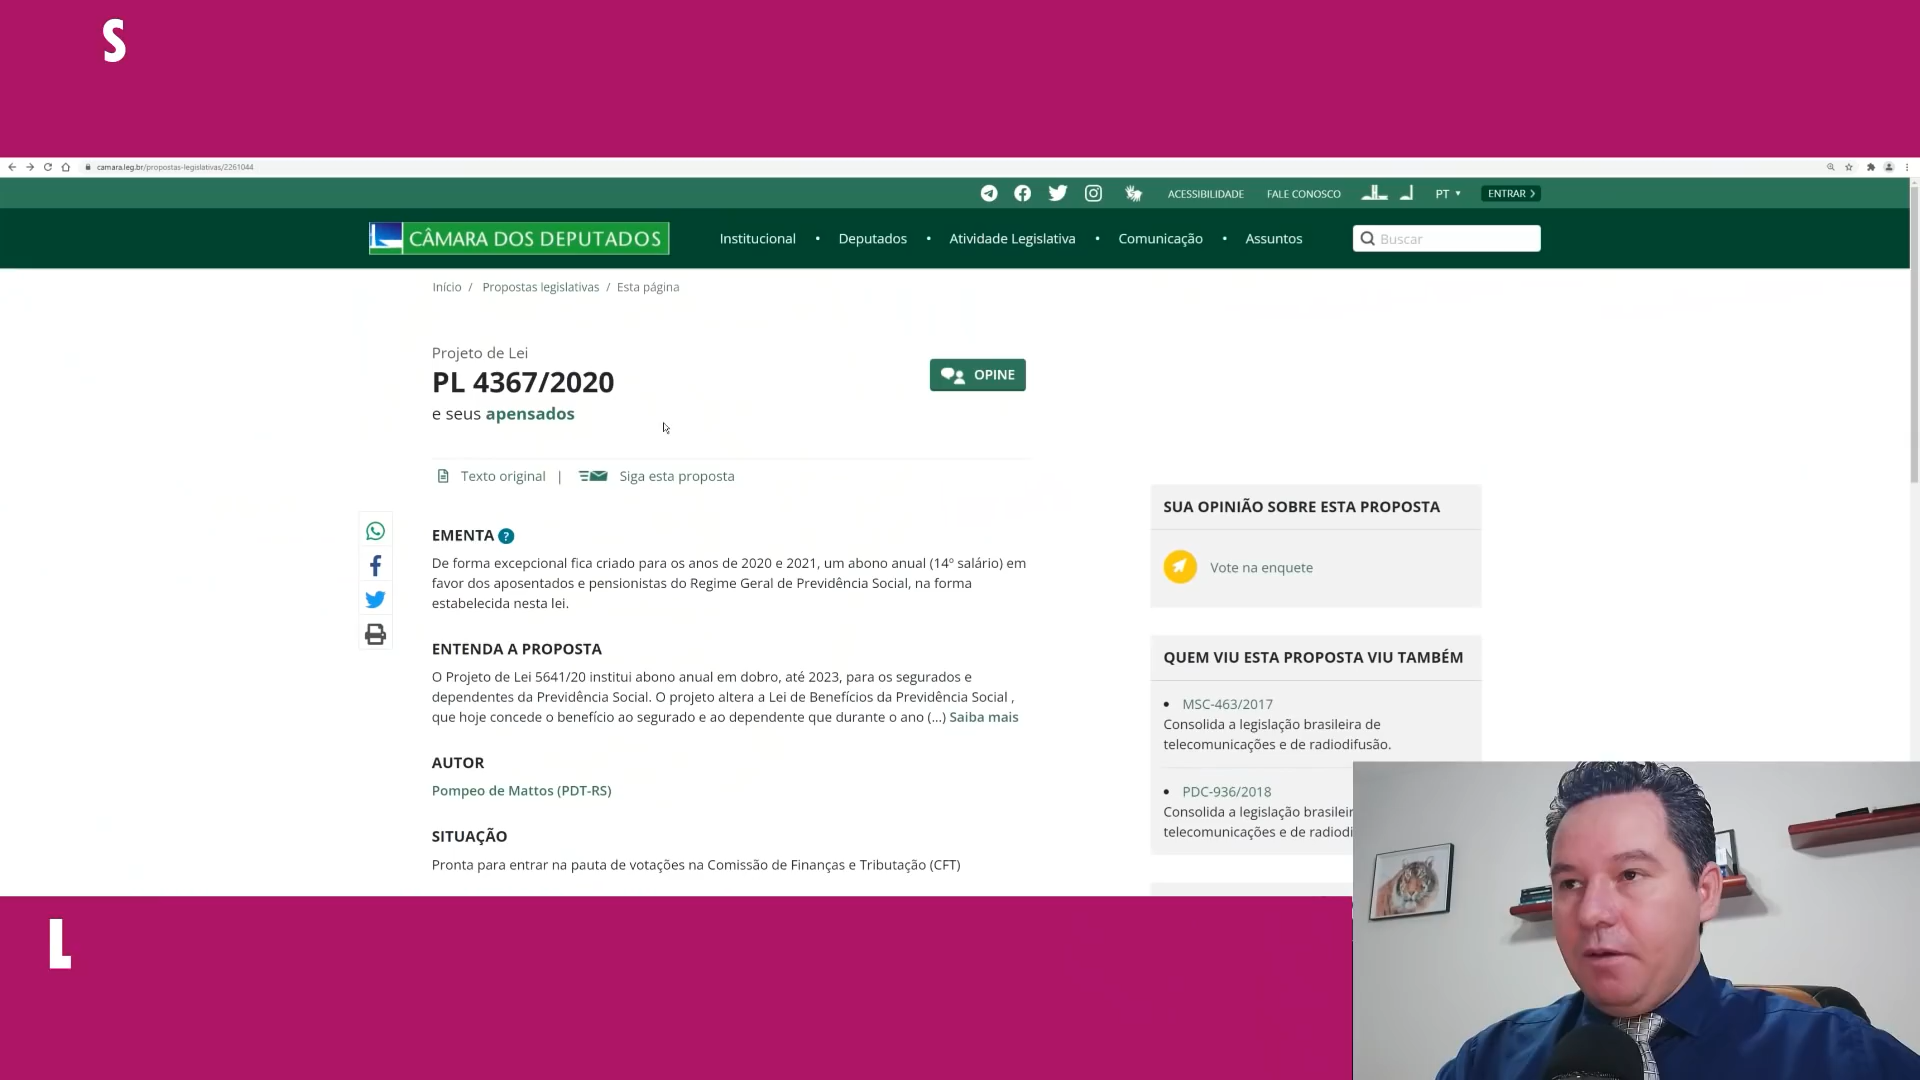 S
camara.leg.br/propostas-legislativas/2261044
ACESSIBILIDADE
FALE CONOSCO
PT
ENTRAR
CÂMARA DOS DEPUTADOS
Institucional • Deputados • Atividade Legislativa • Comunicação • Assuntos
Buscar
Início / Propostas legislativas / Esta página
Projeto de Lei
PL 4367/2020
e seus apensados
OPINE
Texto original | Siga esta proposta
EMENTA ?
De forma excepcional fica criado para os anos de 2020 e 2021, um abono anual (14º salário) em
favor dos aposentados e pensionistas do Regime Geral de Previdência Social, na forma
estabelecida nesta lei.
ENTENDA A PROPOSTA
O Projeto de Lei 5641/20 institui abono anual em dobro, até 2023, para os segurados e
dependentes da Previdência Social. O projeto altera a Lei de Benefícios da Previdência Social ,
que hoje concede o benefício ao segurado e ao dependente que durante o ano (...) Saiba mais
AUTOR
Pompeo de Mattos (PDT-RS)
SITUAÇÃO
Pronta para entrar na pauta de votações na Comissão de Finanças e Tributação (CFT)
SUA OPINIÃO SOBRE ESTA PROPOSTA
Vote na enquete
QUEM VIU ESTA PROPOSTA VIU TAMBÉM
• MSC-463/2017
Consolida a legislação brasileira de
telecomunicações e de radiodifusão.
• PDC-936/2018
Consolida a legislação brasileir
telecomunicações e de radiodi
L